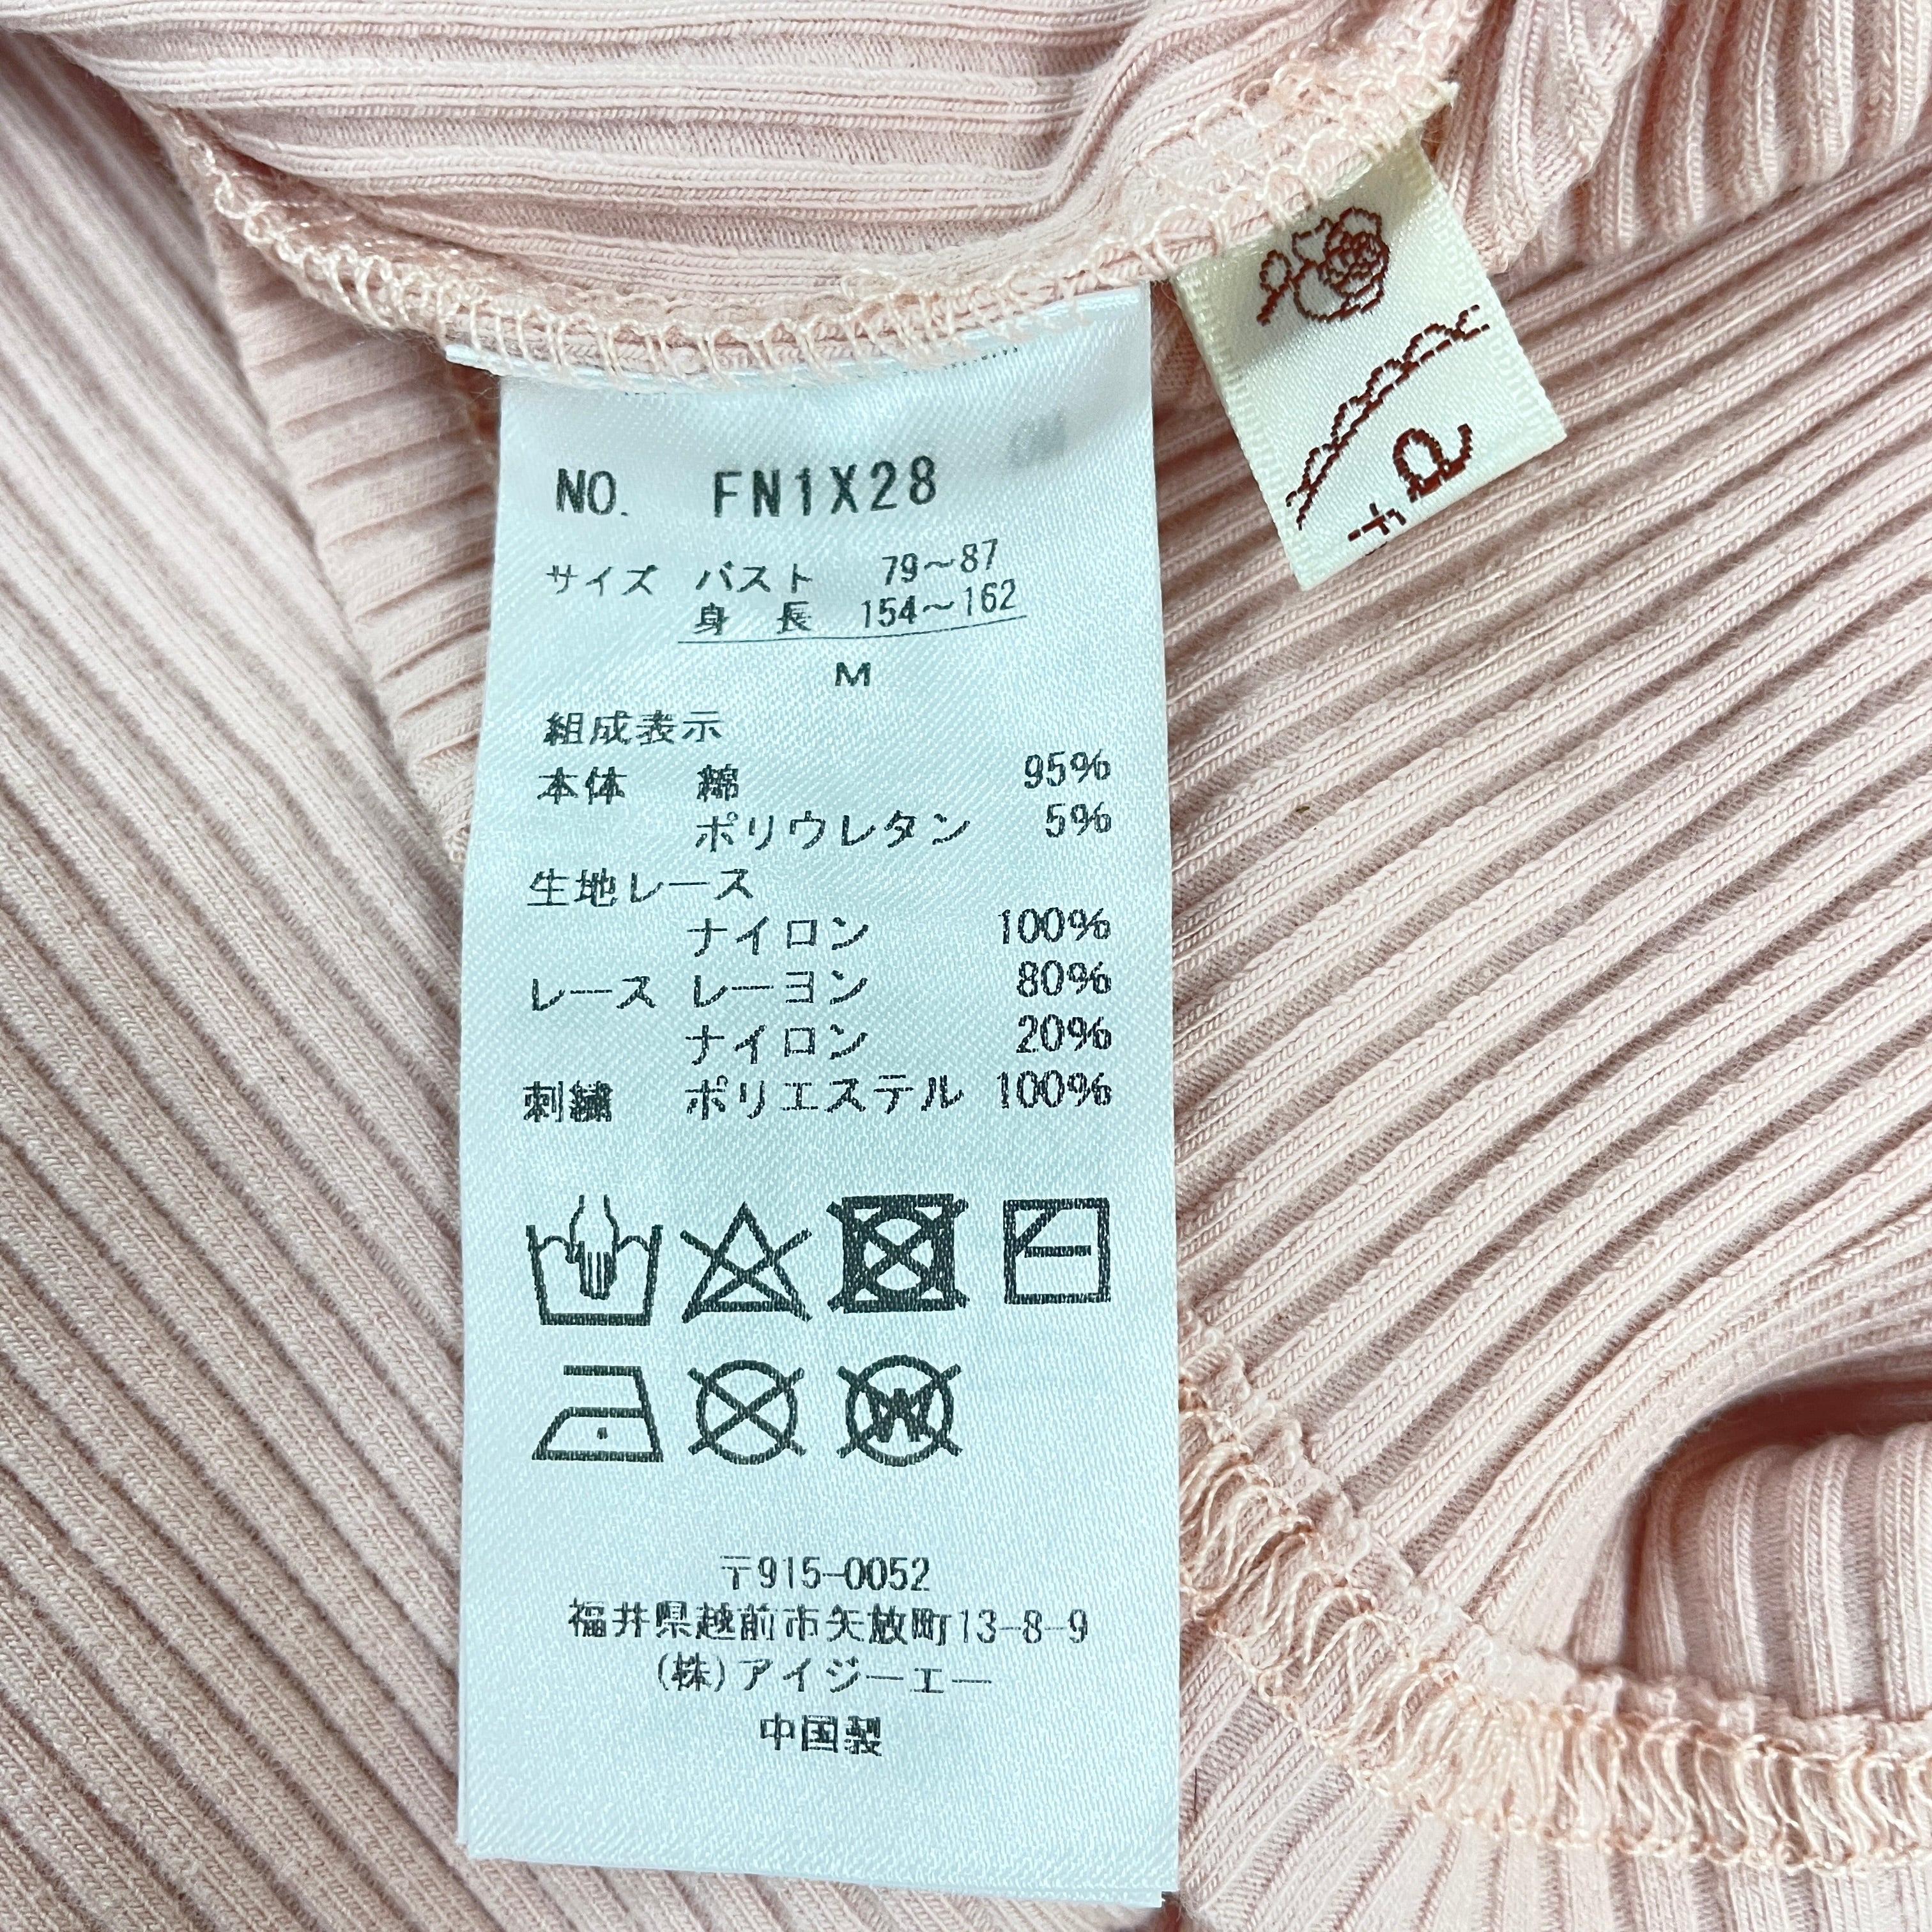 NO. FN1X28
サイズ バスト 79～87
身 長 154～162
M
組成表示
本体 綿 95%
ポリウレタン 5%
生地レース
ナイロン 100%
レース レーヨン 80%
ナイロン 20%
刺繍 ポリエステル 100%
〒915-0052
福井県越前市矢放町13-8-9
(株)アイジーエー
中国製